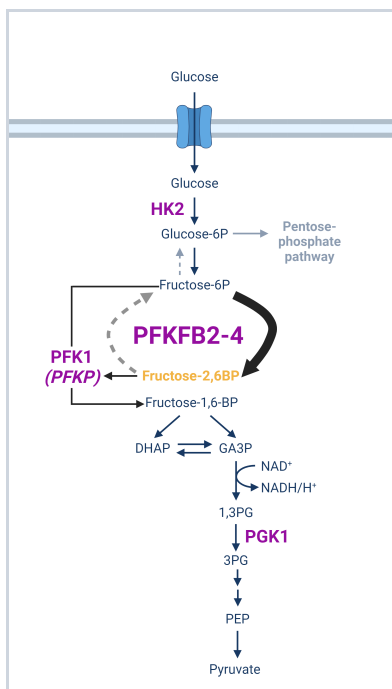 Glucose
Glucose
HK2
Glucose-6P
Pentose-
phosphate
pathway
Fructose-6P
PFKFB2-4
PFK1
(PFKP)
Fructose-2,6BP
Fructose-1,6-BP
DHAP
GA3P
NAD⁺
NADH/H⁺
1,3PG
PGK1
3PG
PEP
Pyruvate